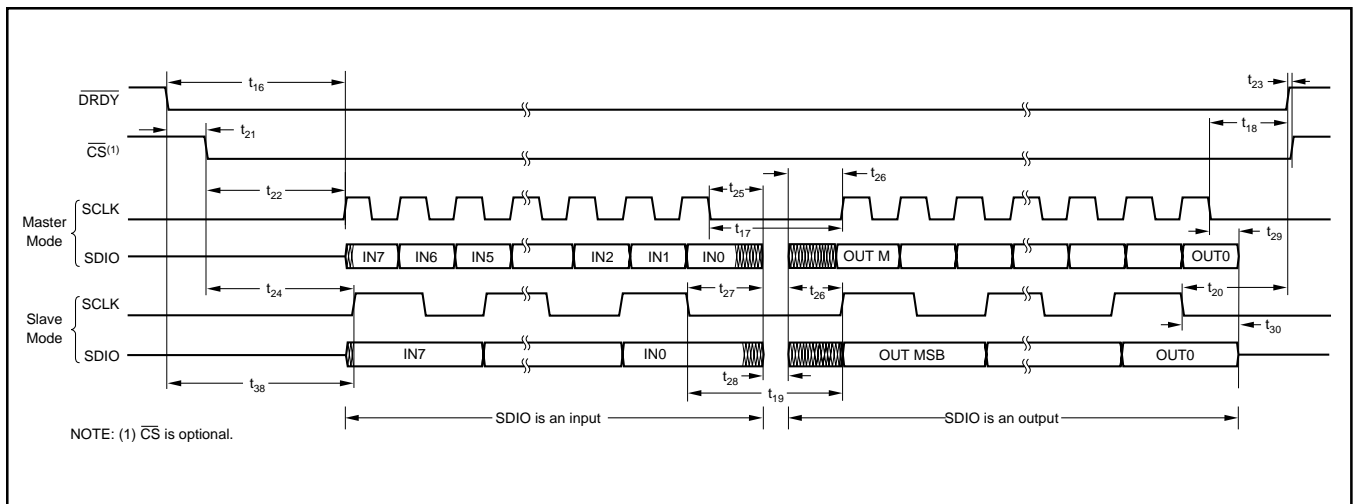 t16
t23
DRDY
t21
t18
CS(1)
t22
t25
t26
SCLK
Master
Mode
t17
t29
SDIO
IN7 IN6 IN5 IN2 IN1 IN0 OUT M OUT0
t24
t27
t26
t20
SCLK
Slave
Mode
t30
SDIO
IN7 IN0 OUT MSB OUT0
t38
t28
t19
SDIO is an input
SDIO is an output
NOTE: (1) CS is optional.